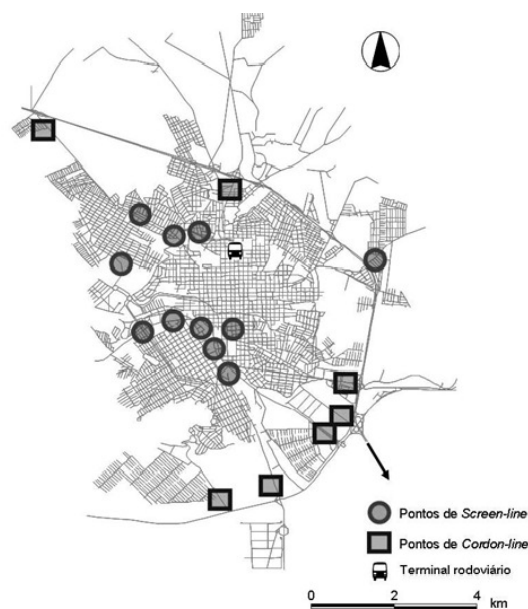 Pontos de Screen-line
Pontos de Cordon-line
Terminal rodoviário
0 2 4 km